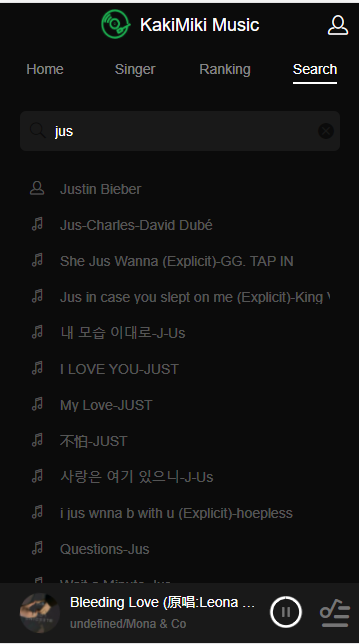 KakiMiki Music
Home Singer Ranking Search
jus
Justin Bieber
Jus-Charles-David Dubé
She Jus Wanna (Explicit)-GG. TAP IN
Jus in case you slept on me (Explicit)-King
내 모습 이대로-J-Us
I LOVE YOU-JUST
My Love-JUST
不怕-JUST
사랑은 여기 있으니-J-Us
i jus wnna b with u (Explicit)-hoepless
Questions-Jus
Wait a Minute-Jus
Bleeding Love (原唱:Leona ...
undefined/Mona & Co